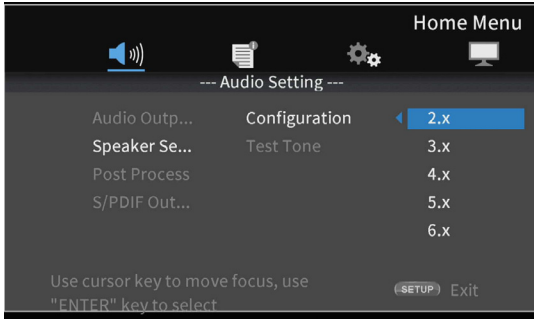 Home Menu
--- Audio Setting ---
Audio Outp... Configuration 2.x
Speaker Se... Test Tone 3.x
Post Process 4.x
S/PDIF Out... 5.x
6.x
Use cursor key to move focus, use
"ENTER" key to select
SETUP Exit